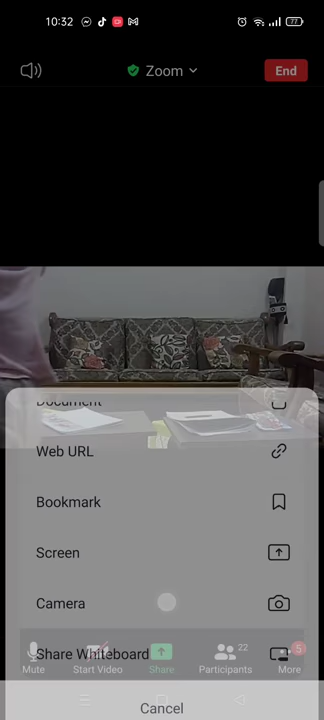 10:32
77
Zoom
End
Document
Web URL
Bookmark
Screen
Camera
Share Whiteboard
Mute
Start Video
Share
Participants
22
More
5
Cancel